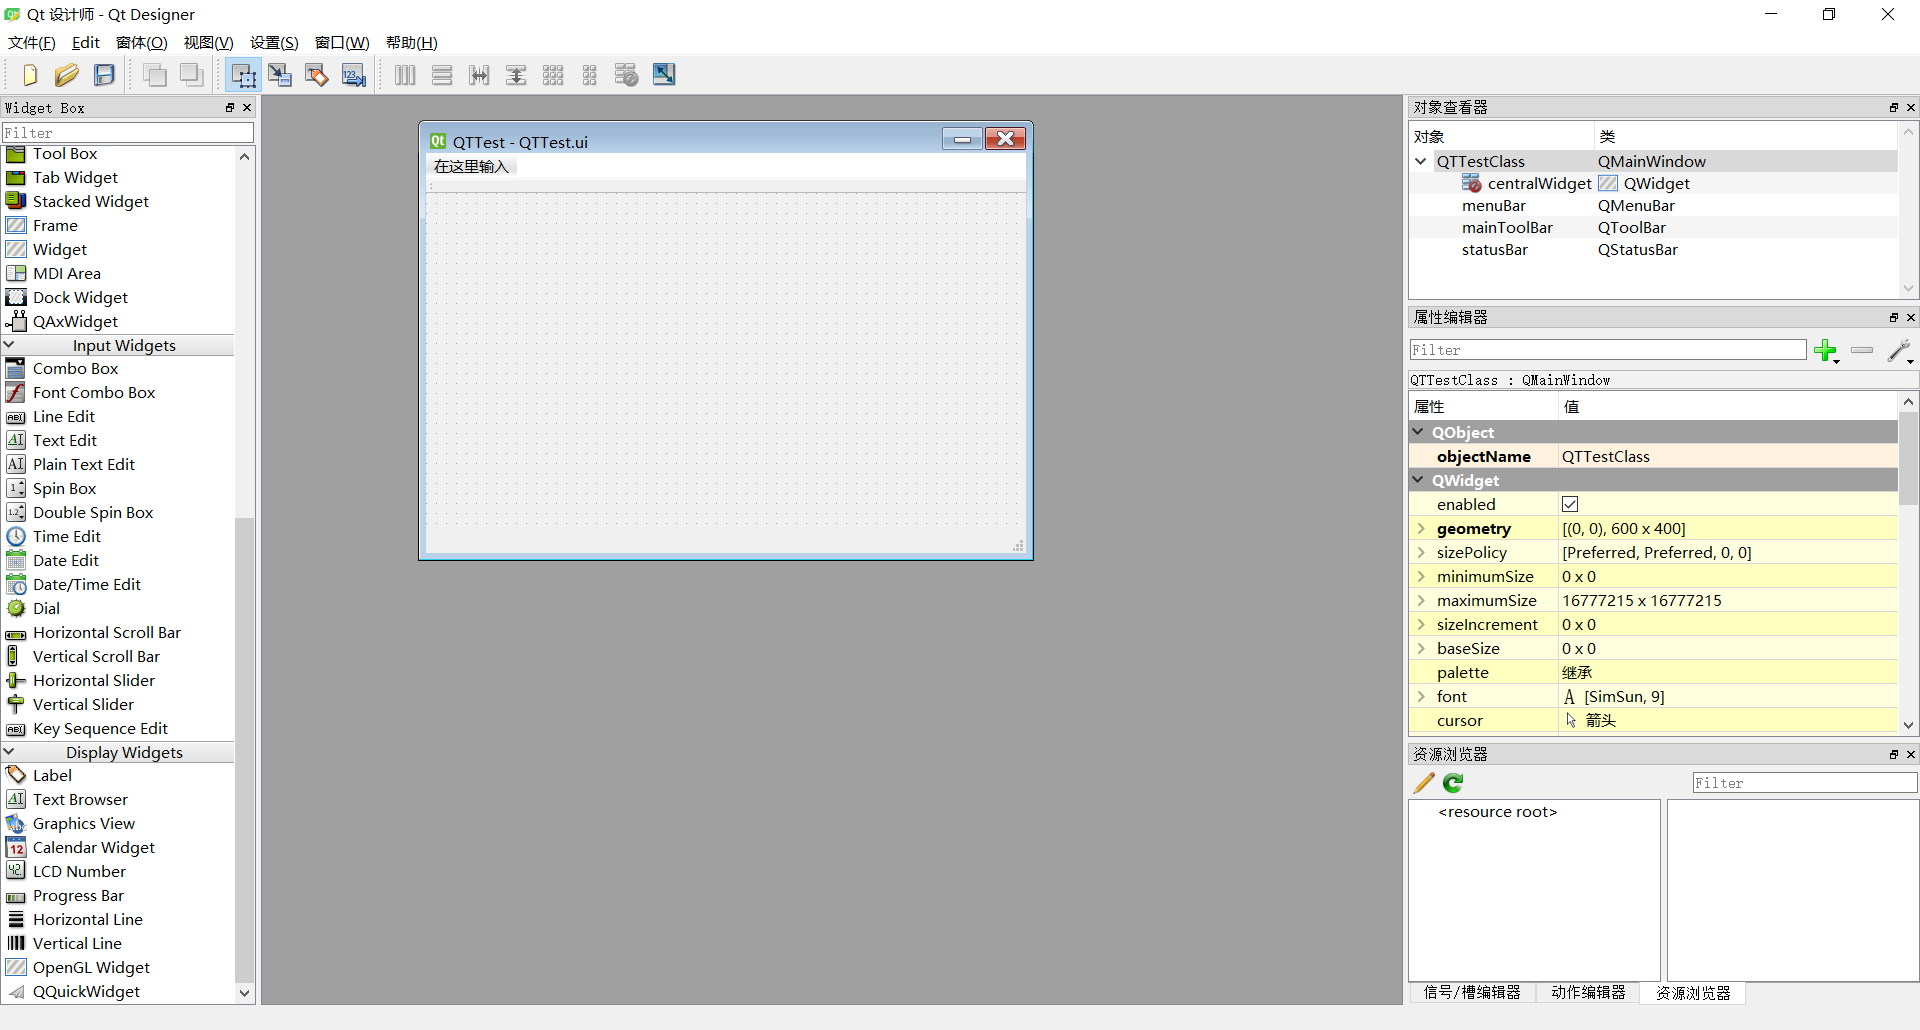 Qt 设计师 - Qt Designer
文件(F) Edit 窗体(O) 视图(V) 设置(S) 窗口(W) 帮助(H)
Widget Box
Filter
Tool Box
Tab Widget
Stacked Widget
Frame
Widget
MDI Area
Dock Widget
QAxWidget
Input Widgets
Combo Box
Font Combo Box
Line Edit
Text Edit
Plain Text Edit
Spin Box
Double Spin Box
Time Edit
Date Edit
Date/Time Edit
Dial
Horizontal Scroll Bar
Vertical Scroll Bar
Horizontal Slider
Vertical Slider
Key Sequence Edit
Display Widgets
Label
Text Browser
Graphics View
Calendar Widget
LCD Number
Progress Bar
Horizontal Line
Vertical Line
OpenGL Widget
QQuickWidget
QTTest - QTTest.ui
在这里输入
对象查看器
对象 类
QTTestClass QMainWindow
centralWidget QWidget
menuBar QMenuBar
mainToolBar QToolBar
statusBar QStatusBar
属性编辑器
Filter
QTTestClass : QMainWindow
属性 值
QObject
objectName QTTestClass
QWidget
enabled
geometry [(0, 0), 600 x 400]
sizePolicy [Preferred, Preferred, 0, 0]
minimumSize 0 x 0
maximumSize 16777215 x 16777215
sizeIncrement 0 x 0
baseSize 0 x 0
palette 继承
font A [SimSun, 9]
cursor 箭头
资源浏览器
Filter
<resource root>
信号/槽编辑器 动作编辑器 资源浏览器